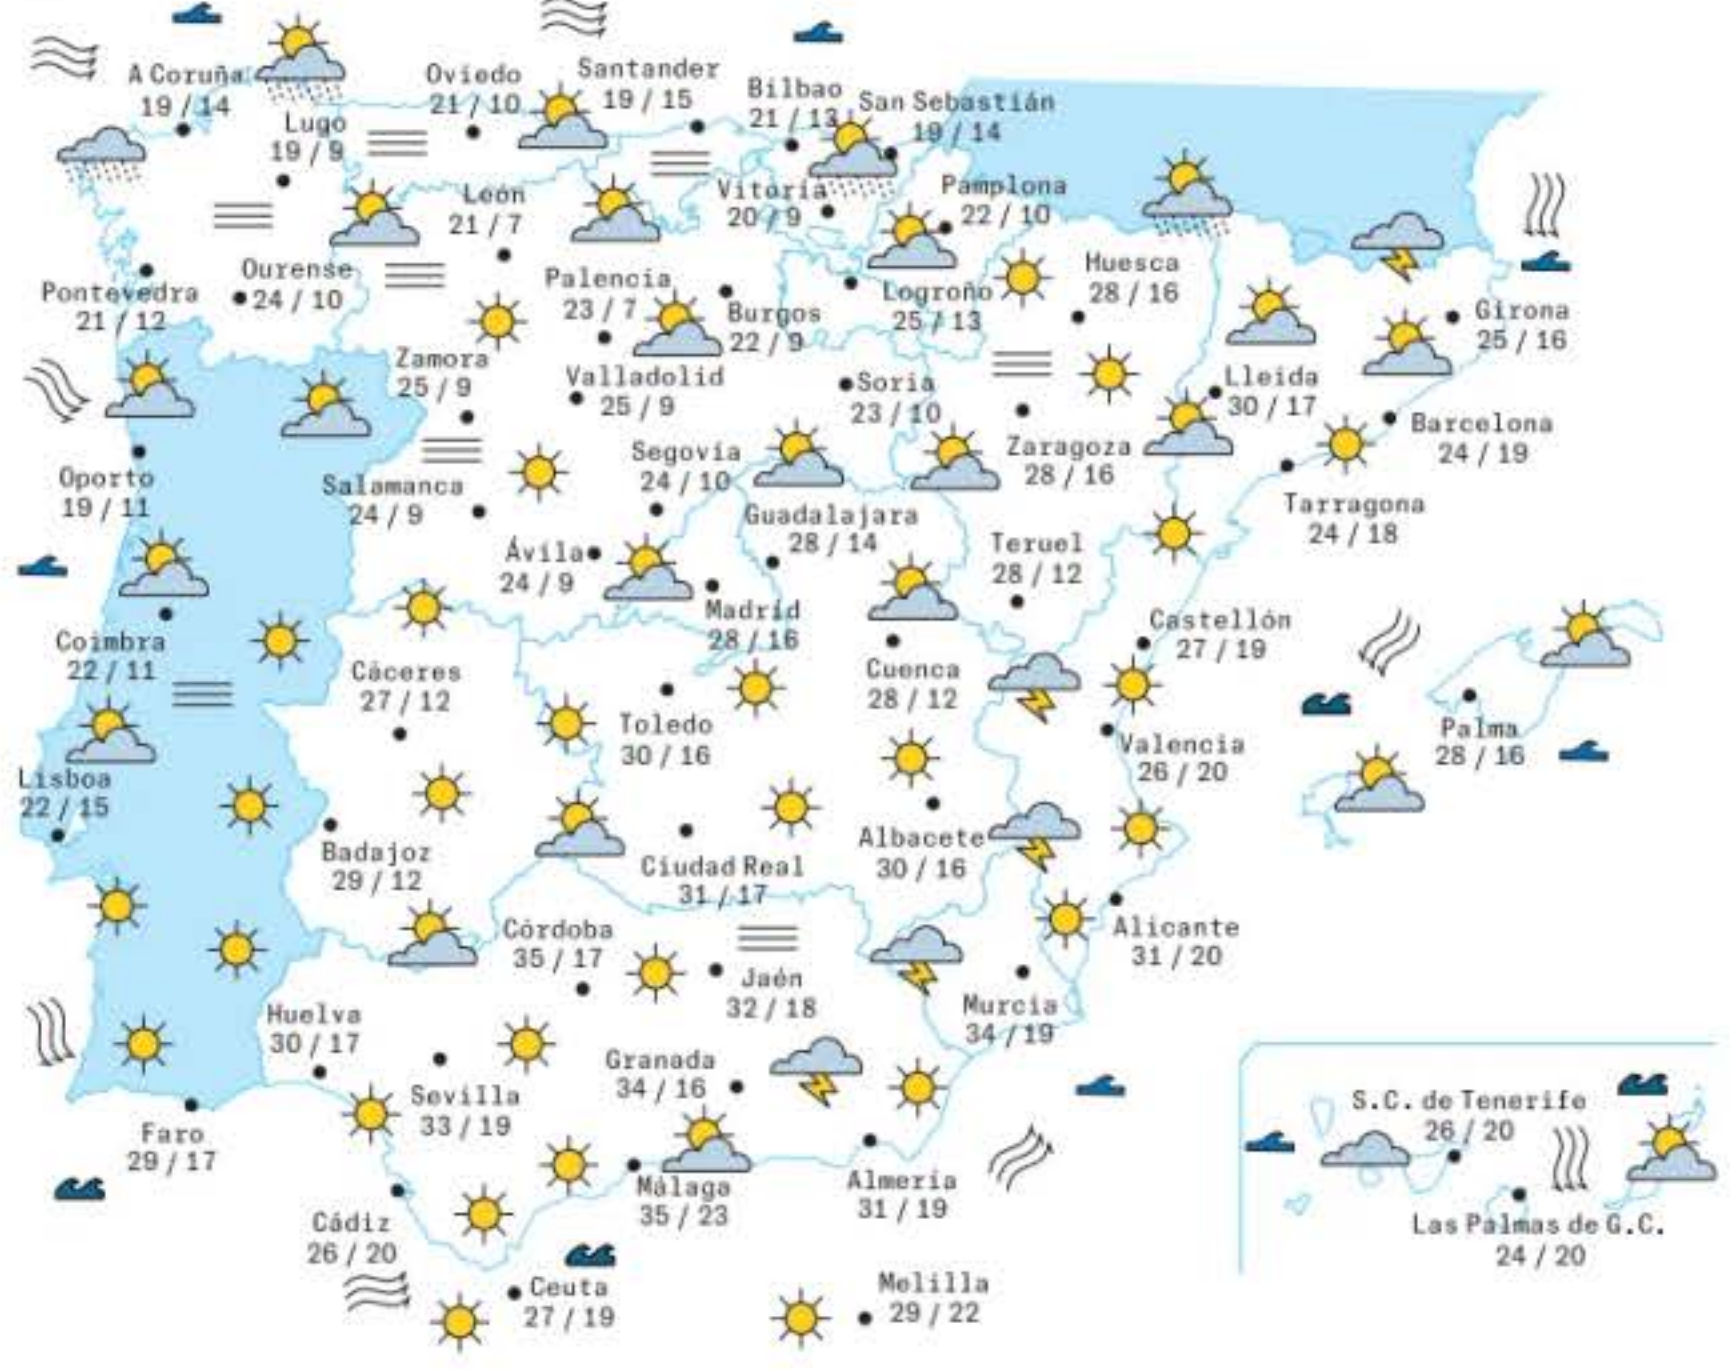 A Coruña
19 / 14
Lugo
19 / 9
Oviedo
21 / 10
Santander
19 / 15
Bilbao
21 / 13
San Sebastián
19 / 14
Vitoria
20 / 9
Pamplona
22 / 10
León
21 / 7
Pontevedra
21 / 12
Ourense
24 / 10
Palencia
23 / 7
Burgos
22 / 9
Logroño
25 / 13
Huesca
28 / 16
Girona
25 / 16
Zamora
25 / 9
Valladolid
25 / 9
Soria
23 / 10
Lleida
30 / 17
Barcelona
24 / 19
Oporto
19 / 11
Salamanca
24 / 9
Segovia
24 / 10
Zaragoza
28 / 16
Tarragona
24 / 18
Guadalajara
28 / 14
Ávila
24 / 9
Teruel
28 / 12
Madrid
28 / 16
Coimbra
22 / 11
Cáceres
27 / 12
Cuenca
28 / 12
Castellón
27 / 19
Toledo
30 / 16
Valencia
26 / 20
Palma
28 / 16
Lisboa
22 / 15
Badajoz
29 / 12
Ciudad Real
31 / 17
Albacete
30 / 16
Alicante
31 / 20
Córdoba
35 / 17
Jaén
32 / 18
Murcia
34 / 19
Huelva
30 / 17
Granada
34 / 16
Sevilla
33 / 19
Faro
29 / 17
Málaga
35 / 23
Almería
31 / 19
Cádiz
26 / 20
Ceuta
27 / 19
Melilla
29 / 22
S.C. de Tenerife
26 / 20
Las Palmas de G.C.
24 / 20